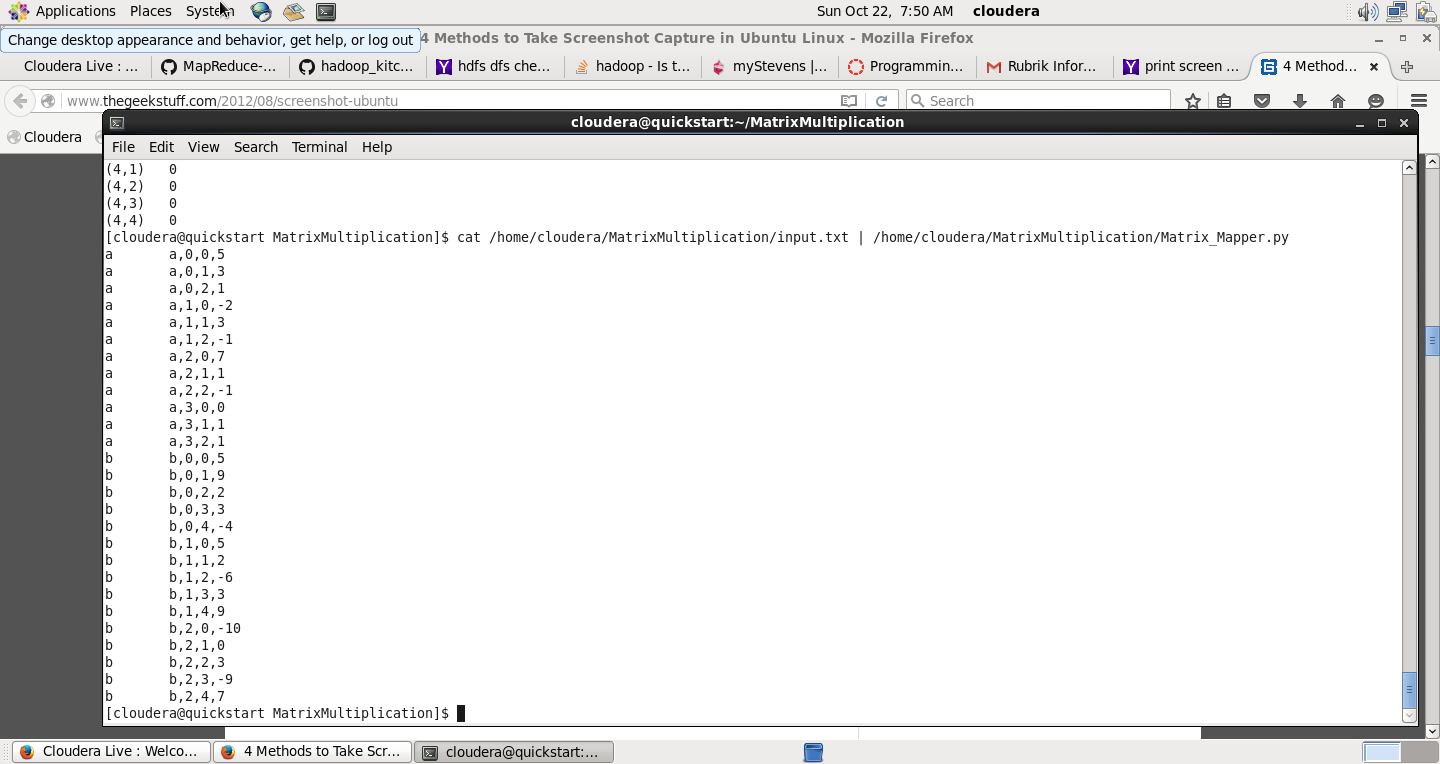 Applications Places System Sun Oct 22, 7:50 AM cloudera
Change desktop appearance and behavior, get help, or log out 4 Methods to Take Screenshot Capture in Ubuntu Linux - Mozilla Firefox
Cloudera Live : ... MapReduce-... hadoop_kitc... hdfs dfs che... hadoop - Is t... myStevens |... Programmin... Rubrik Infor... print screen ... 4 Method...
www.thegeekstuff.com/2012/08/screenshot-ubuntu Search
Cloudera
cloudera@quickstart:~/MatrixMultiplication
File Edit View Search Terminal Help
(4,1) 0
(4,2) 0
(4,3) 0
(4,4) 0
[cloudera@quickstart MatrixMultiplication]$ cat /home/cloudera/MatrixMultiplication/input.txt | /home/cloudera/MatrixMultiplication/Matrix_Mapper.py
a a,0,0,5
a a,0,1,3
a a,0,2,1
a a,1,0,-2
a a,1,1,3
a a,1,2,-1
a a,2,0,7
a a,2,1,1
a a,2,2,-1
a a,3,0,0
a a,3,1,1
a a,3,2,1
b b,0,0,5
b b,0,1,9
b b,0,2,2
b b,0,3,3
b b,0,4,-4
b b,1,0,5
b b,1,1,2
b b,1,2,-6
b b,1,3,3
b b,1,4,9
b b,2,0,-10
b b,2,1,0
b b,2,2,3
b b,2,3,-9
b b,2,4,7
[cloudera@quickstart MatrixMultiplication]$
Cloudera Live : Welco... 4 Methods to Take Scr... cloudera@quickstart:...